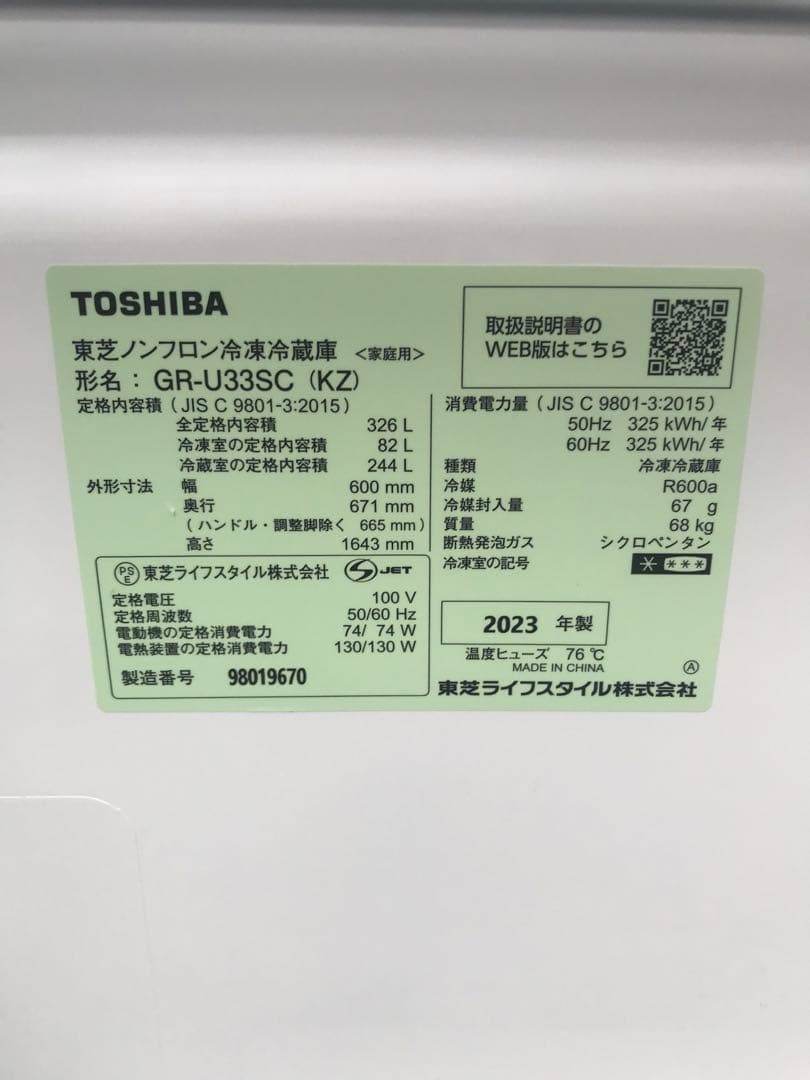 TOSHIBA
東芝ノンフロン冷凍冷蔵庫 <家庭用>
形名： GR-U33SC (KZ)
取扱説明書の
WEB版はこちら
定格内容積 ( JIS C 9801-3:2015 )
全定格内容積 326 L
冷凍室の定格内容積 82 L
冷蔵室の定格内容積 244 L
外形寸法 幅 600 mm
奥行 671 mm
( ハンドル・調整脚除く 665 mm )
高さ 1643 mm
消費電力量 ( JIS C 9801-3:2015 )
50Hz 325 kWh/年
60Hz 325 kWh/年
種類 冷凍冷蔵庫
冷媒 R600a
冷媒封入量 67 g
質量 68 kg
断熱発泡ガス シクロペンタン
冷凍室の記号
PS E 東芝ライフスタイル株式会社 S JET
定格電圧 100 V
定格周波数 50/60 Hz
電動機の定格消費電力 74/ 74 W
電熱装置の定格消費電力 130/130 W
製造番号 98019670
2023 年製
温度ヒューズ 76 ℃
MADE IN CHINA
Ⓐ
東芝ライフスタイル株式会社